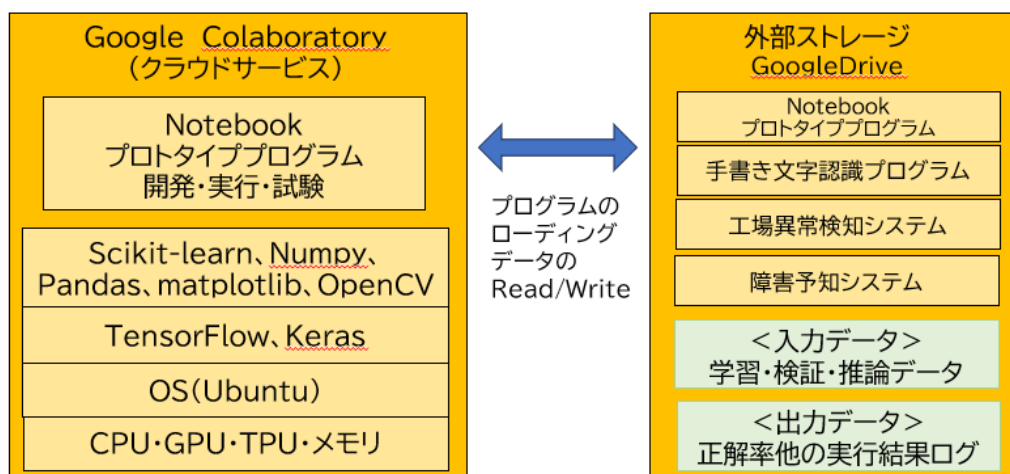 Google Colaboratory
（クラウドサービス）
Notebook
プロトタイププログラム
開発・実行・試験
Scikit-learn、Numpy、
Pandas、matplotlib、OpenCV
TensorFlow、Keras
OS(Ubuntu)
CPU・GPU・TPU・メモリ
プログラムの
ローディング
データの
Read/Write
外部ストレージ
GoogleDrive
Notebook
プロトタイププログラム
手書き文字認識プログラム
工場異常検知システム
障害予知システム
＜入力データ＞
学習・検証・推論データ
＜出力データ＞
正解率他の実行結果ログ